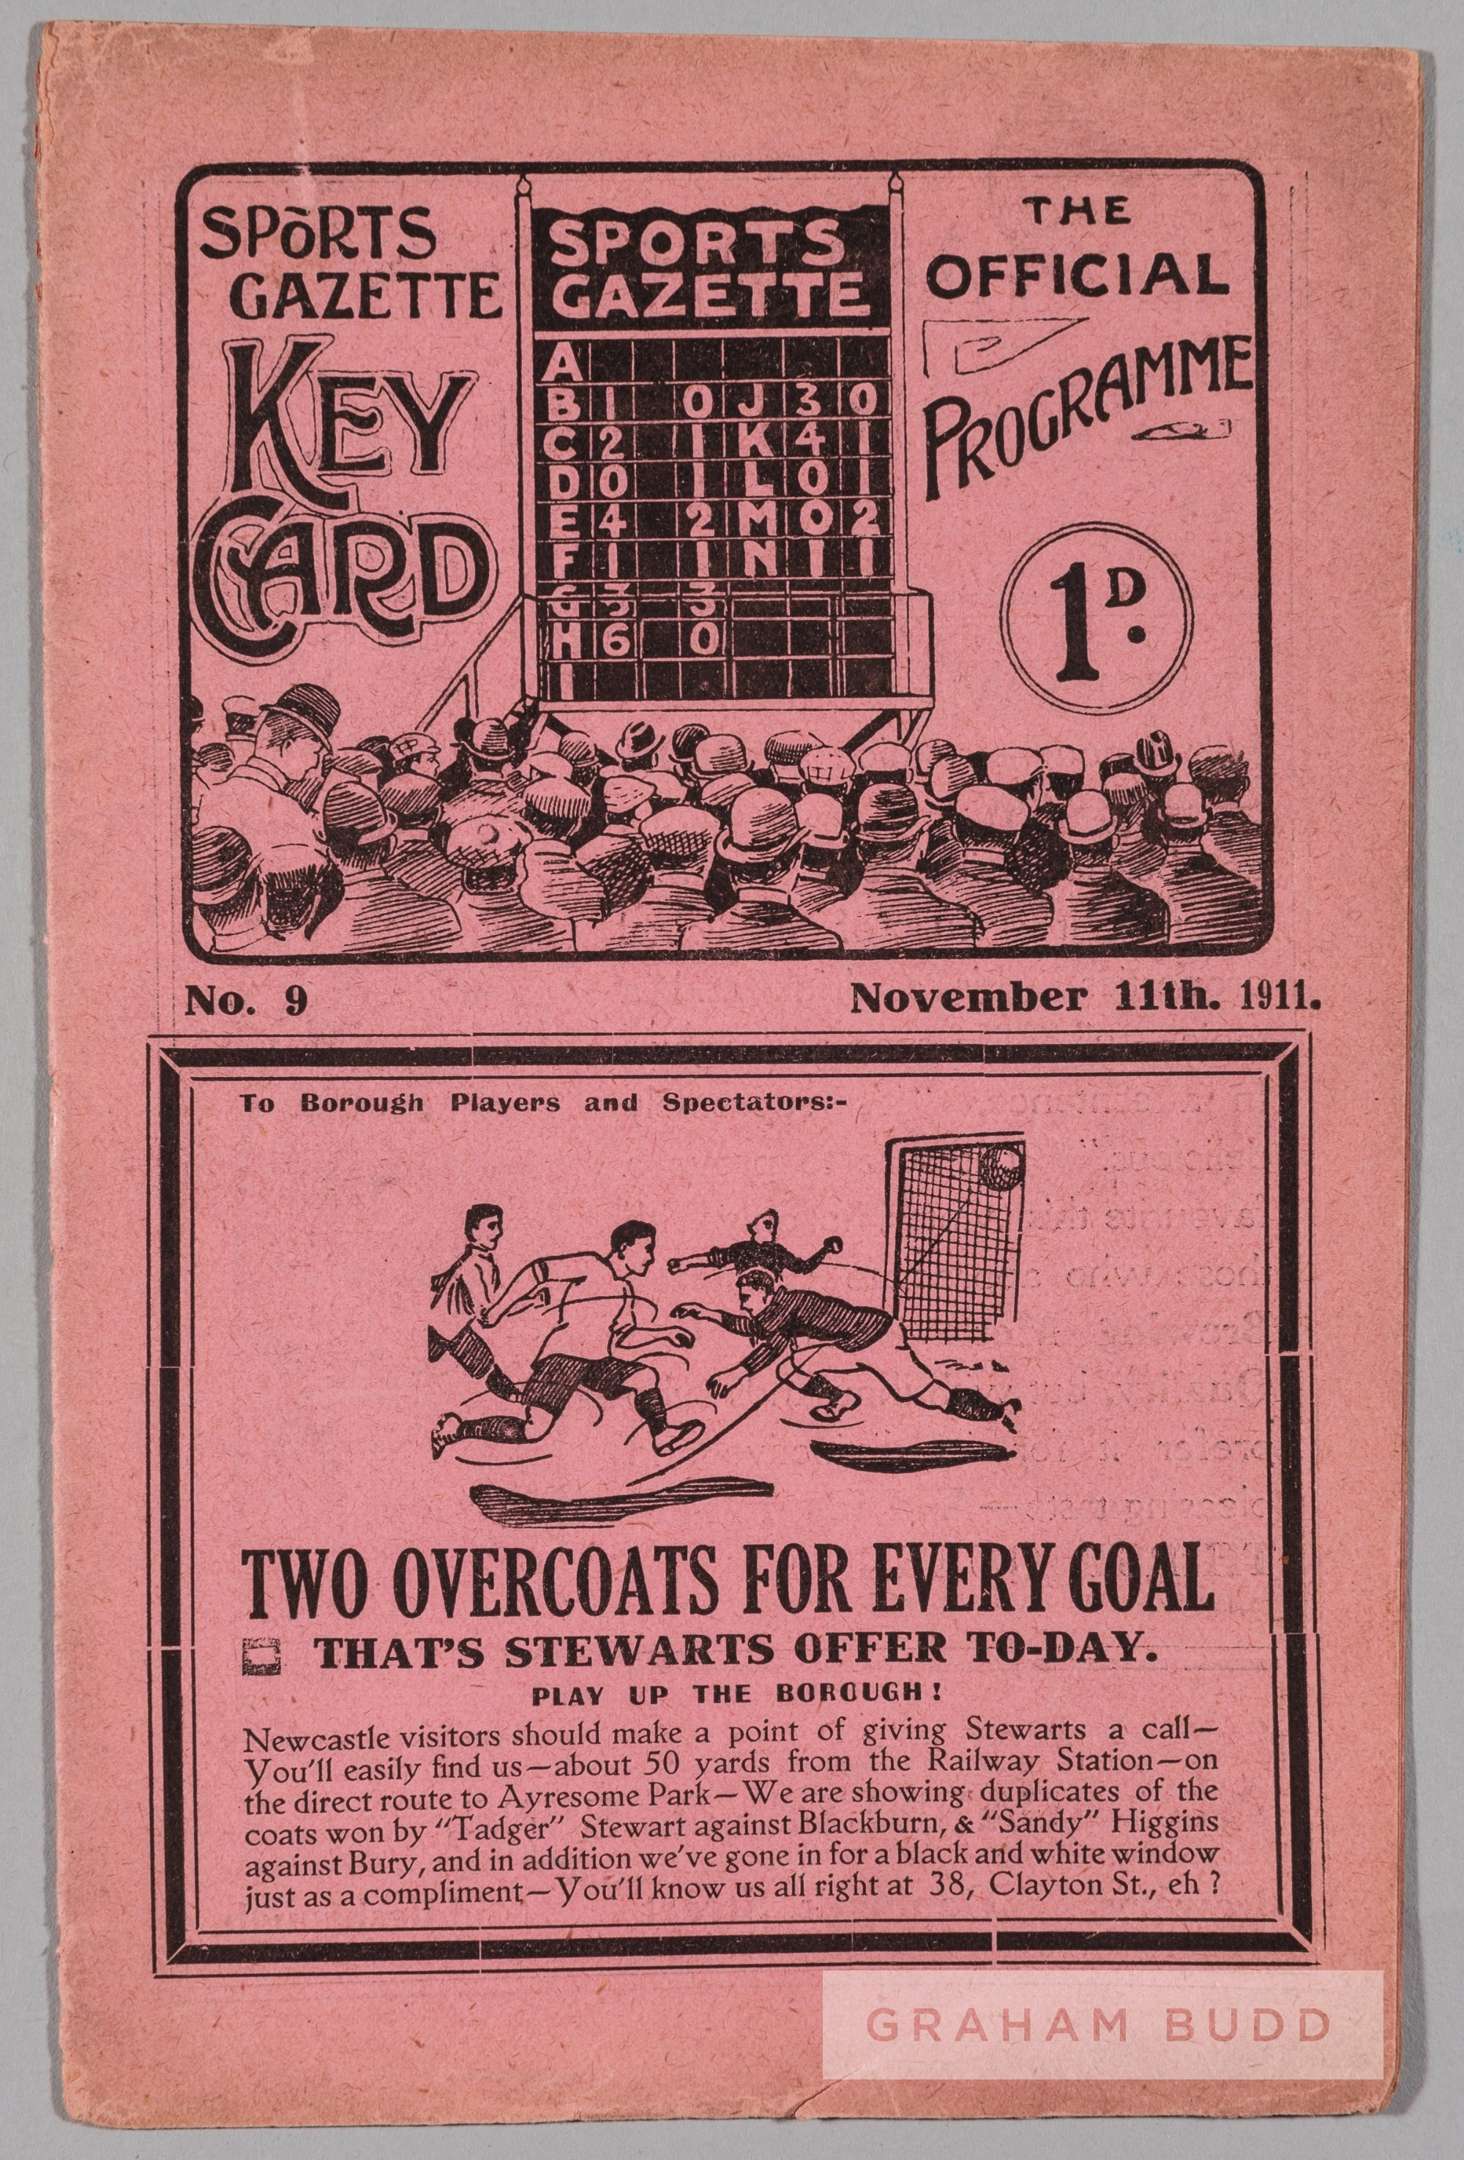 SPORTS
GAZETTE
KEY
CARD
SPORTS
GAZETTE
A
B 1 0 J 3 0
C 2 1 K 4 1
D 0 1 L 0 1
E 4 2 M 0 2
F 1 1 N 1 1
G 3 3
H 6 0
I
THE
OFFICIAL
PROGRAMME
1D.
No. 9
November 11th. 1911.
To Borough Players and Spectators:-
TWO OVERCOATS FOR EVERY GOAL
THAT'S STEWARTS OFFER TO-DAY.
PLAY UP THE BOROUGH!
Newcastle visitors should make a point of giving Stewarts a call—
You'll easily find us—about 50 yards from the Railway Station—on
the direct route to Ayresome Park—We are showing duplicates of the
coats won by "Tadger" Stewart against Blackburn, & "Sandy" Higgins
against Bury, and in addition we've gone in for a black and white window
just as a compliment—You'll know us all right at 38, Clayton St., eh?
GRAHAM BUDD